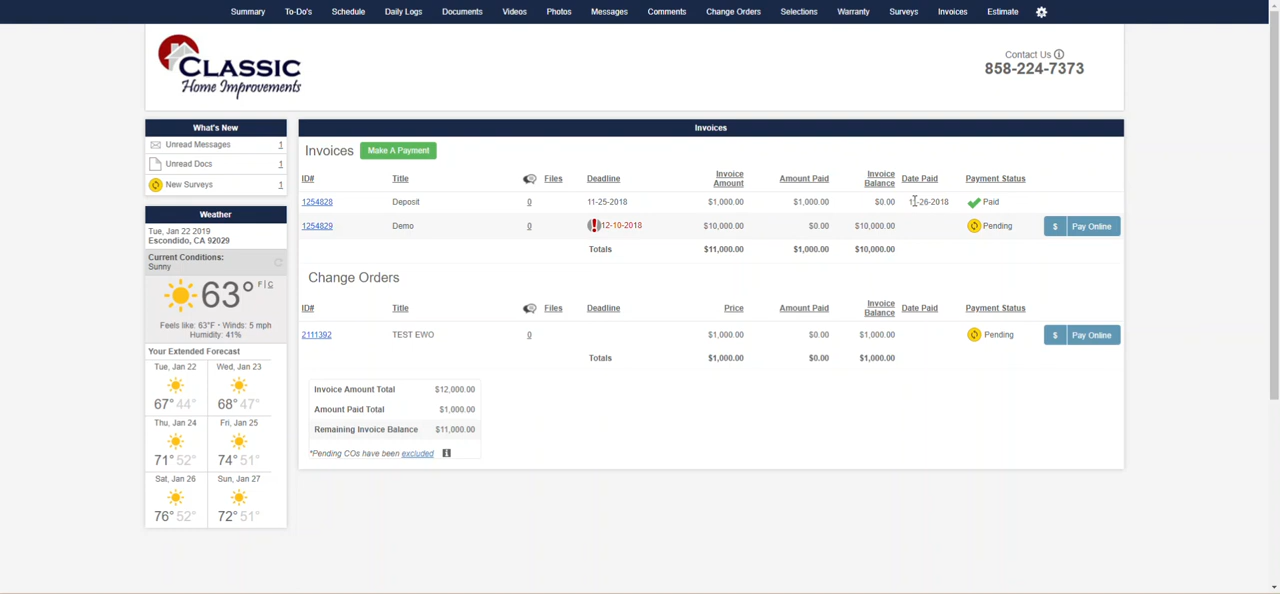 Summary To-Do's Schedule Daily Logs Documents Videos Photos Messages Comments Change Orders Selections Warranty Surveys Invoices Estimate
CLASSIC
Home Improvements
Contact Us
858-224-7373
What's New
Unread Messages 1
Unread Docs 1
New Surveys 1
Weather
Tue, Jan 22 2019
Escondido, CA 92029
Current Conditions:
Sunny
63° F | C
Feels like: 63°F • Winds: 5 mph
Humidity: 41%
Your Extended Forecast
Tue, Jan 22 Wed, Jan 23
67° 44° 68° 47°
Thu, Jan 24 Fri, Jan 25
71° 52° 74° 51°
Sat, Jan 26 Sun, Jan 27
76° 52° 72° 51°
Invoices
Invoices Make A Payment
ID# Title Files Deadline Invoice Amount Amount Paid Invoice Balance Date Paid Payment Status
1254828 Deposit 0 11-25-2018 $1,000.00 $1,000.00 $0.00 11-26-2018 Paid
1254829 Demo 0 12-10-2018 $10,000.00 $0.00 $10,000.00 Pending $ Pay Online
Totals $11,000.00 $1,000.00 $10,000.00
Change Orders
ID# Title Files Deadline Price Amount Paid Invoice Balance Date Paid Payment Status
2111392 TEST EWO 0 $1,000.00 $0.00 $1,000.00 Pending $ Pay Online
Totals $1,000.00 $0.00 $1,000.00
Invoice Amount Total $12,000.00
Amount Paid Total $1,000.00
Remaining Invoice Balance $11,000.00
*Pending COs have been excluded